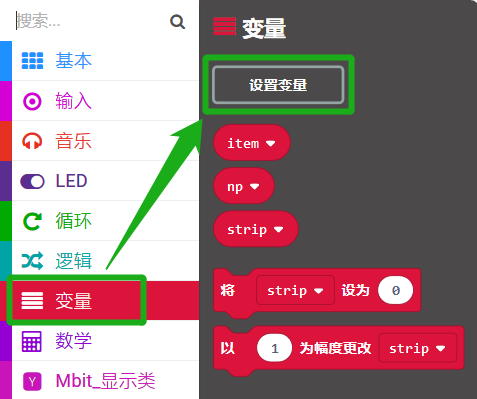 搜索...
基本
输入
音乐
LED
循环
逻辑
变量
数学
Mbit_显示类
变量
设置变量
item
np
strip
将 strip 设为 0
以 1 为幅度更改 strip